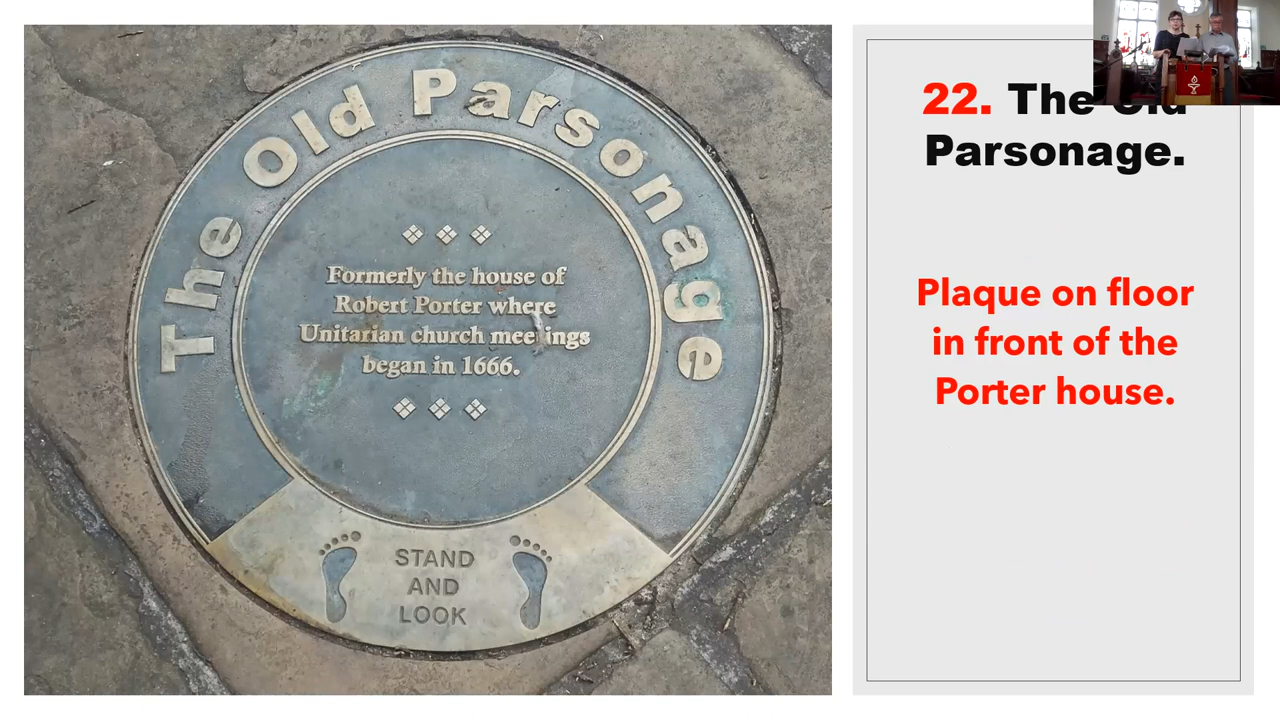 The Old Parsonage
Formerly the house of
Robert Porter where
Unitarian church meetings
began in 1666.
STAND
AND
LOOK
22. The Old
Parsonage.
Plaque on floor
in front of the
Porter house.